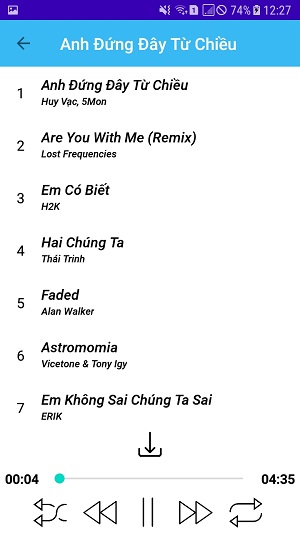 74% 12:27
Anh Đứng Đây Từ Chiều
1 Anh Đứng Đây Từ Chiều
Huy Vạc, 5Mon
2 Are You With Me (Remix)
Lost Frequencies
3 Em Có Biết
H2K
4 Hai Chúng Ta
Thái Trinh
5 Faded
Alan Walker
6 Astromomia
Vicetone & Tony Igy
7 Em Không Sai Chúng Ta Sai
ERIK
00:04 04:35